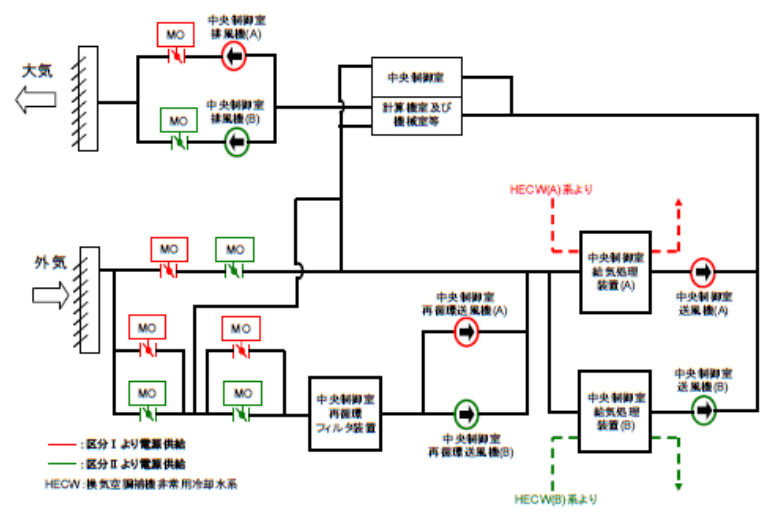 中央制御室
排風機(A)
MO
大気
中央制御室
排風機(B)
MO
中央制御室
計算機室及び
機械室等
HECW(A)系より
外気
MO
MO
中央制御室
給気処理
装置(A)
中央制御室
送風機(A)
中央制御室
再循環送風機(A)
MO
MO
MO
MO
中央制御室
再循環
フィルタ装置
中央制御室
再循環送風機(B)
中央制御室
給気処理
装置(B)
中央制御室
送風機(B)
:区分Ⅰより電源供給
:区分Ⅱより電源供給
HECW:換気空調補機非常用冷却水系
HECW(B)系より